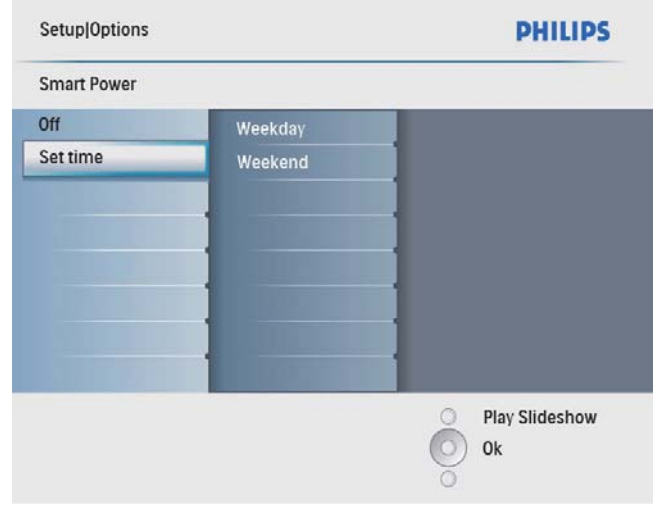 Setup|Options
PHILIPS
Smart Power
Off
Weekday
Set time
Weekend
Play Slideshow
Ok